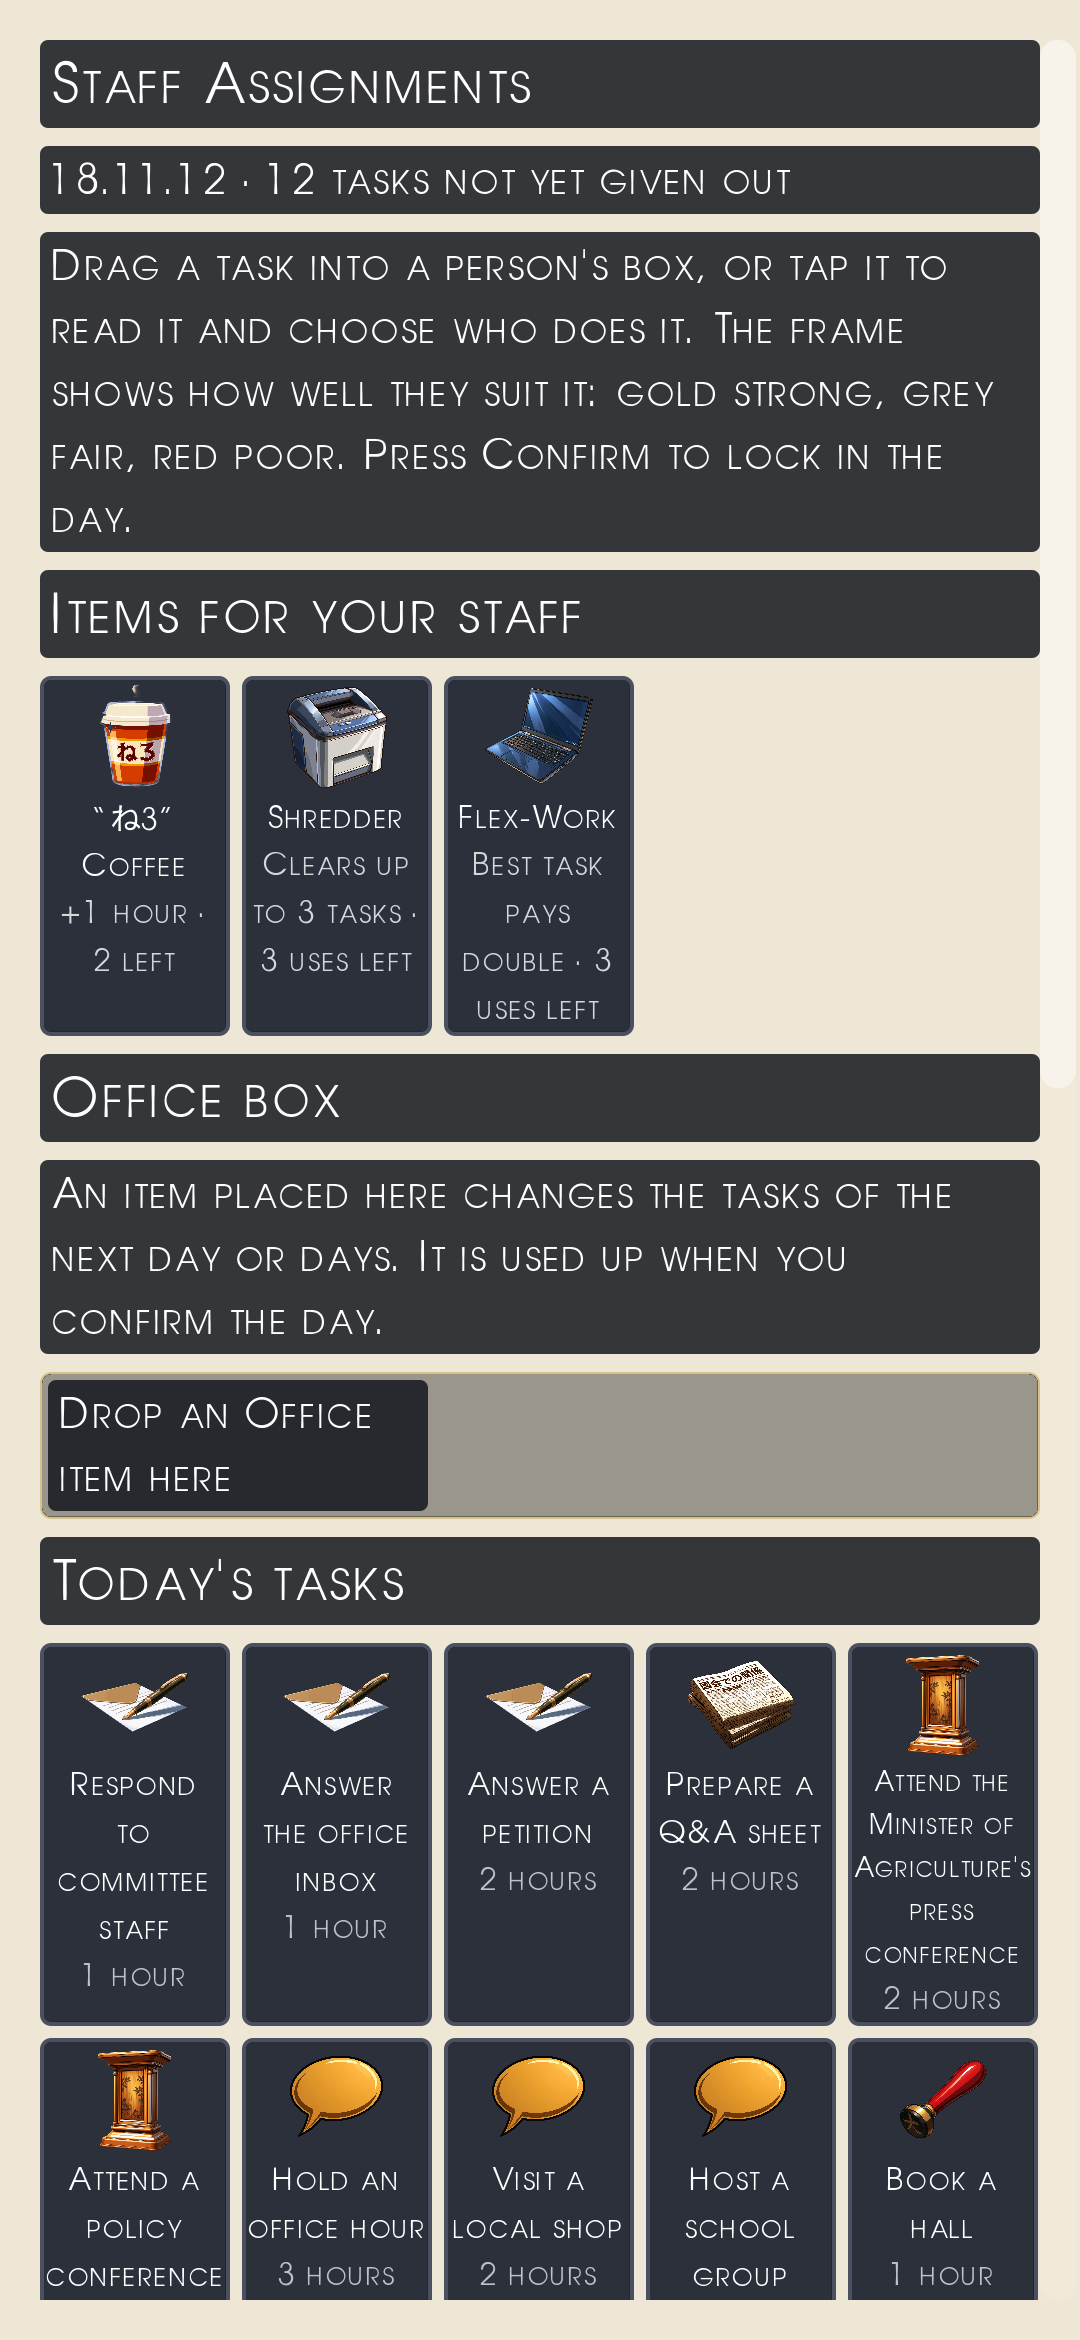 Staff Assignments
18.11.12 · 12 tasks not yet given out
Drag a task into a person's box, or tap it to
read it and choose who does it. The frame
shows how well they suit it: gold strong, grey
fair, red poor. Press Confirm to lock in the
day.
Items for your staff
ねろ
“ね3”
Coffee
+1 hour ·
2 left
Shredder
Clears up
to 3 tasks ·
3 uses left
Flex-Work
Best task
pays
double · 3
uses left
Office box
An item placed here changes the tasks of the
next day or days. It is used up when you
confirm the day.
Drop an Office
item here
Today's tasks
Respond
to
committee
staff
1 hour
Answer
the office
inbox
1 hour
Answer a
petition
2 hours
Prepare a
Q&A sheet
2 hours
Attend the
Minister of
Agriculture's
press
conference
2 hours
Attend a
policy
conference
Hold an
office hour
3 hours
Visit a
local shop
2 hours
Host a
school
group
Book a
hall
1 hour